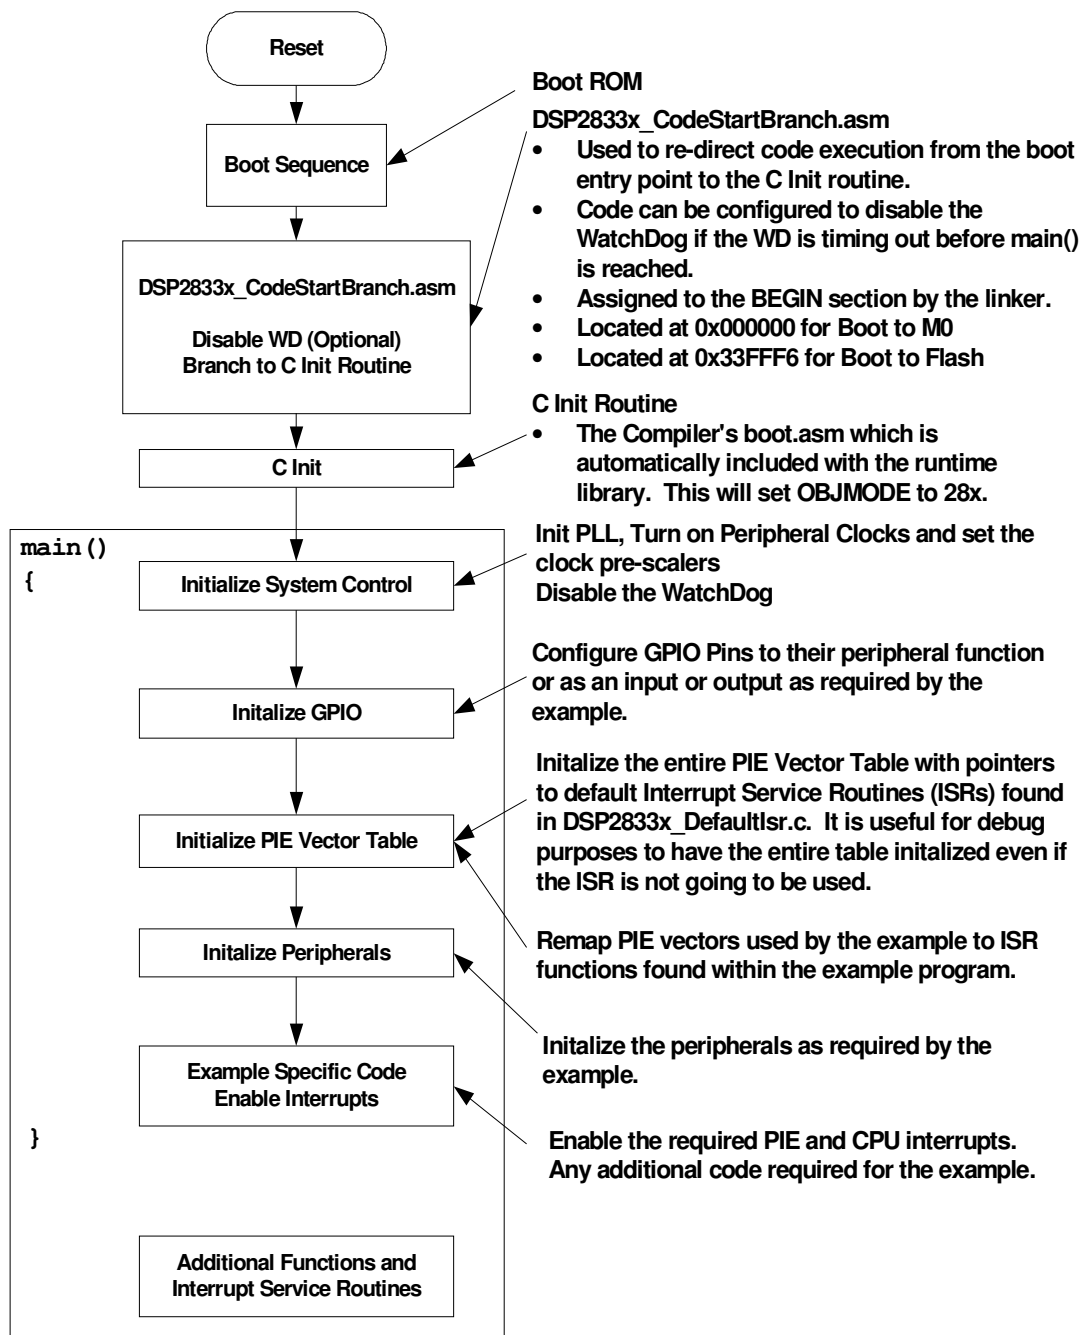 Reset
Boot Sequence
Boot ROM
DSP2833x_CodeStartBranch.asm
• Used to re-direct code execution from the boot
entry point to the C Init routine.
• Code can be configured to disable the
WatchDog if the WD is timing out before main()
is reached.
• Assigned to the BEGIN section by the linker.
• Located at 0x000000 for Boot to M0
• Located at 0x33FFF6 for Boot to Flash
DSP2833x_CodeStartBranch.asm
Disable WD (Optional)
Branch to C Init Routine
C Init Routine
• The Compiler's boot.asm which is
automatically included with the runtime
library. This will set OBJMODE to 28x.
C Init
main()
{
Initialize System Control
Init PLL, Turn on Peripheral Clocks and set the
clock pre-scalers
Disable the WatchDog
Initalize GPIO
Configure GPIO Pins to their peripheral function
or as an input or output as required by the
example.
Initialize PIE Vector Table
Initalize the entire PIE Vector Table with pointers
to default Interrupt Service Routines (ISRs) found
in DSP2833x_DefaultIsr.c. It is useful for debug
purposes to have the entire table initalized even if
the ISR is not going to be used.
Remap PIE vectors used by the example to ISR
functions found within the example program.
Initalize Peripherals
Initalize the peripherals as required by the
example.
Example Specific Code
Enable Interrupts
Enable the required PIE and CPU interrupts.
Any additional code required for the example.
}
Additional Functions and
Interrupt Service Routines